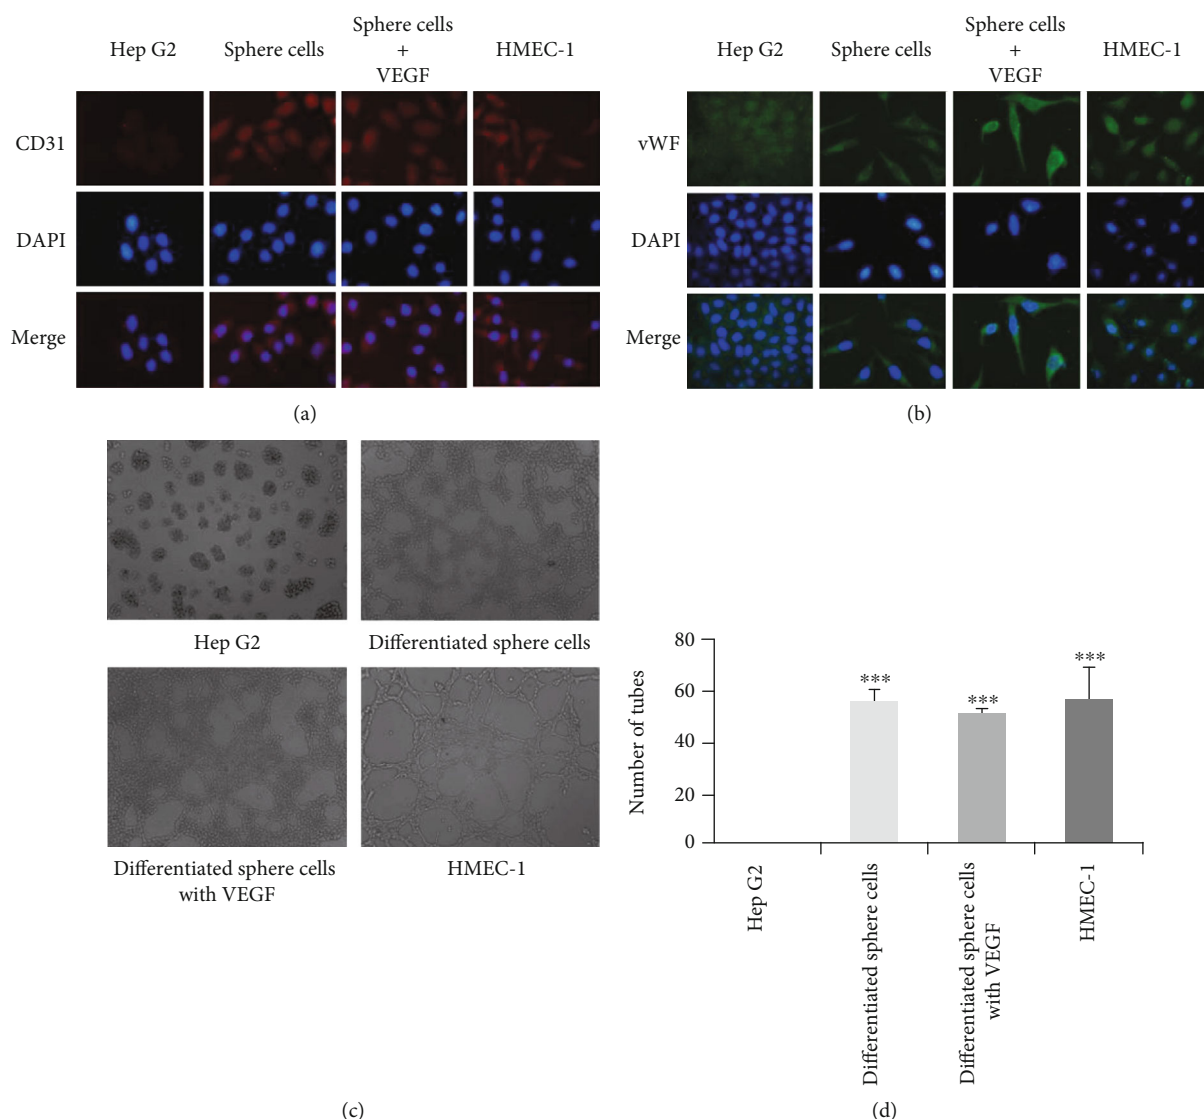 Hep G2
Sphere cells
Sphere cells
+
VEGF
HMEC-1
CD31
DAPI
Merge
(a)
Hep G2
Sphere cells
Sphere cells
+
VEGF
HMEC-1
vWF
DAPI
Merge
(b)
Hep G2
Differentiated sphere cells
Differentiated sphere cells
with VEGF
HMEC-1
(c)
Number of tubes
80
60
40
20
0
***
***
***
Hep G2
Differentiated sphere cells
Differentiated sphere cells
with VEGF
HMEC-1
(d)